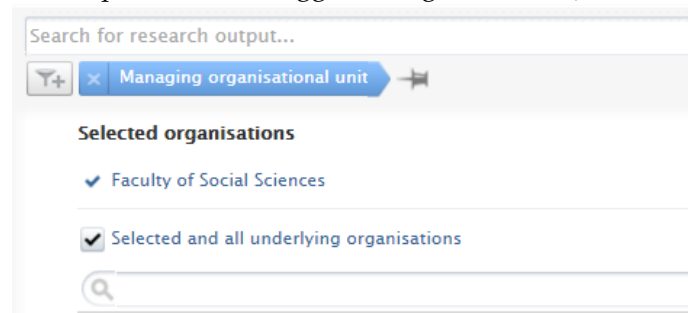 Search for research output...
Managing organisational unit
Selected organisations
Faculty of Social Sciences
Selected and all underlying organisations